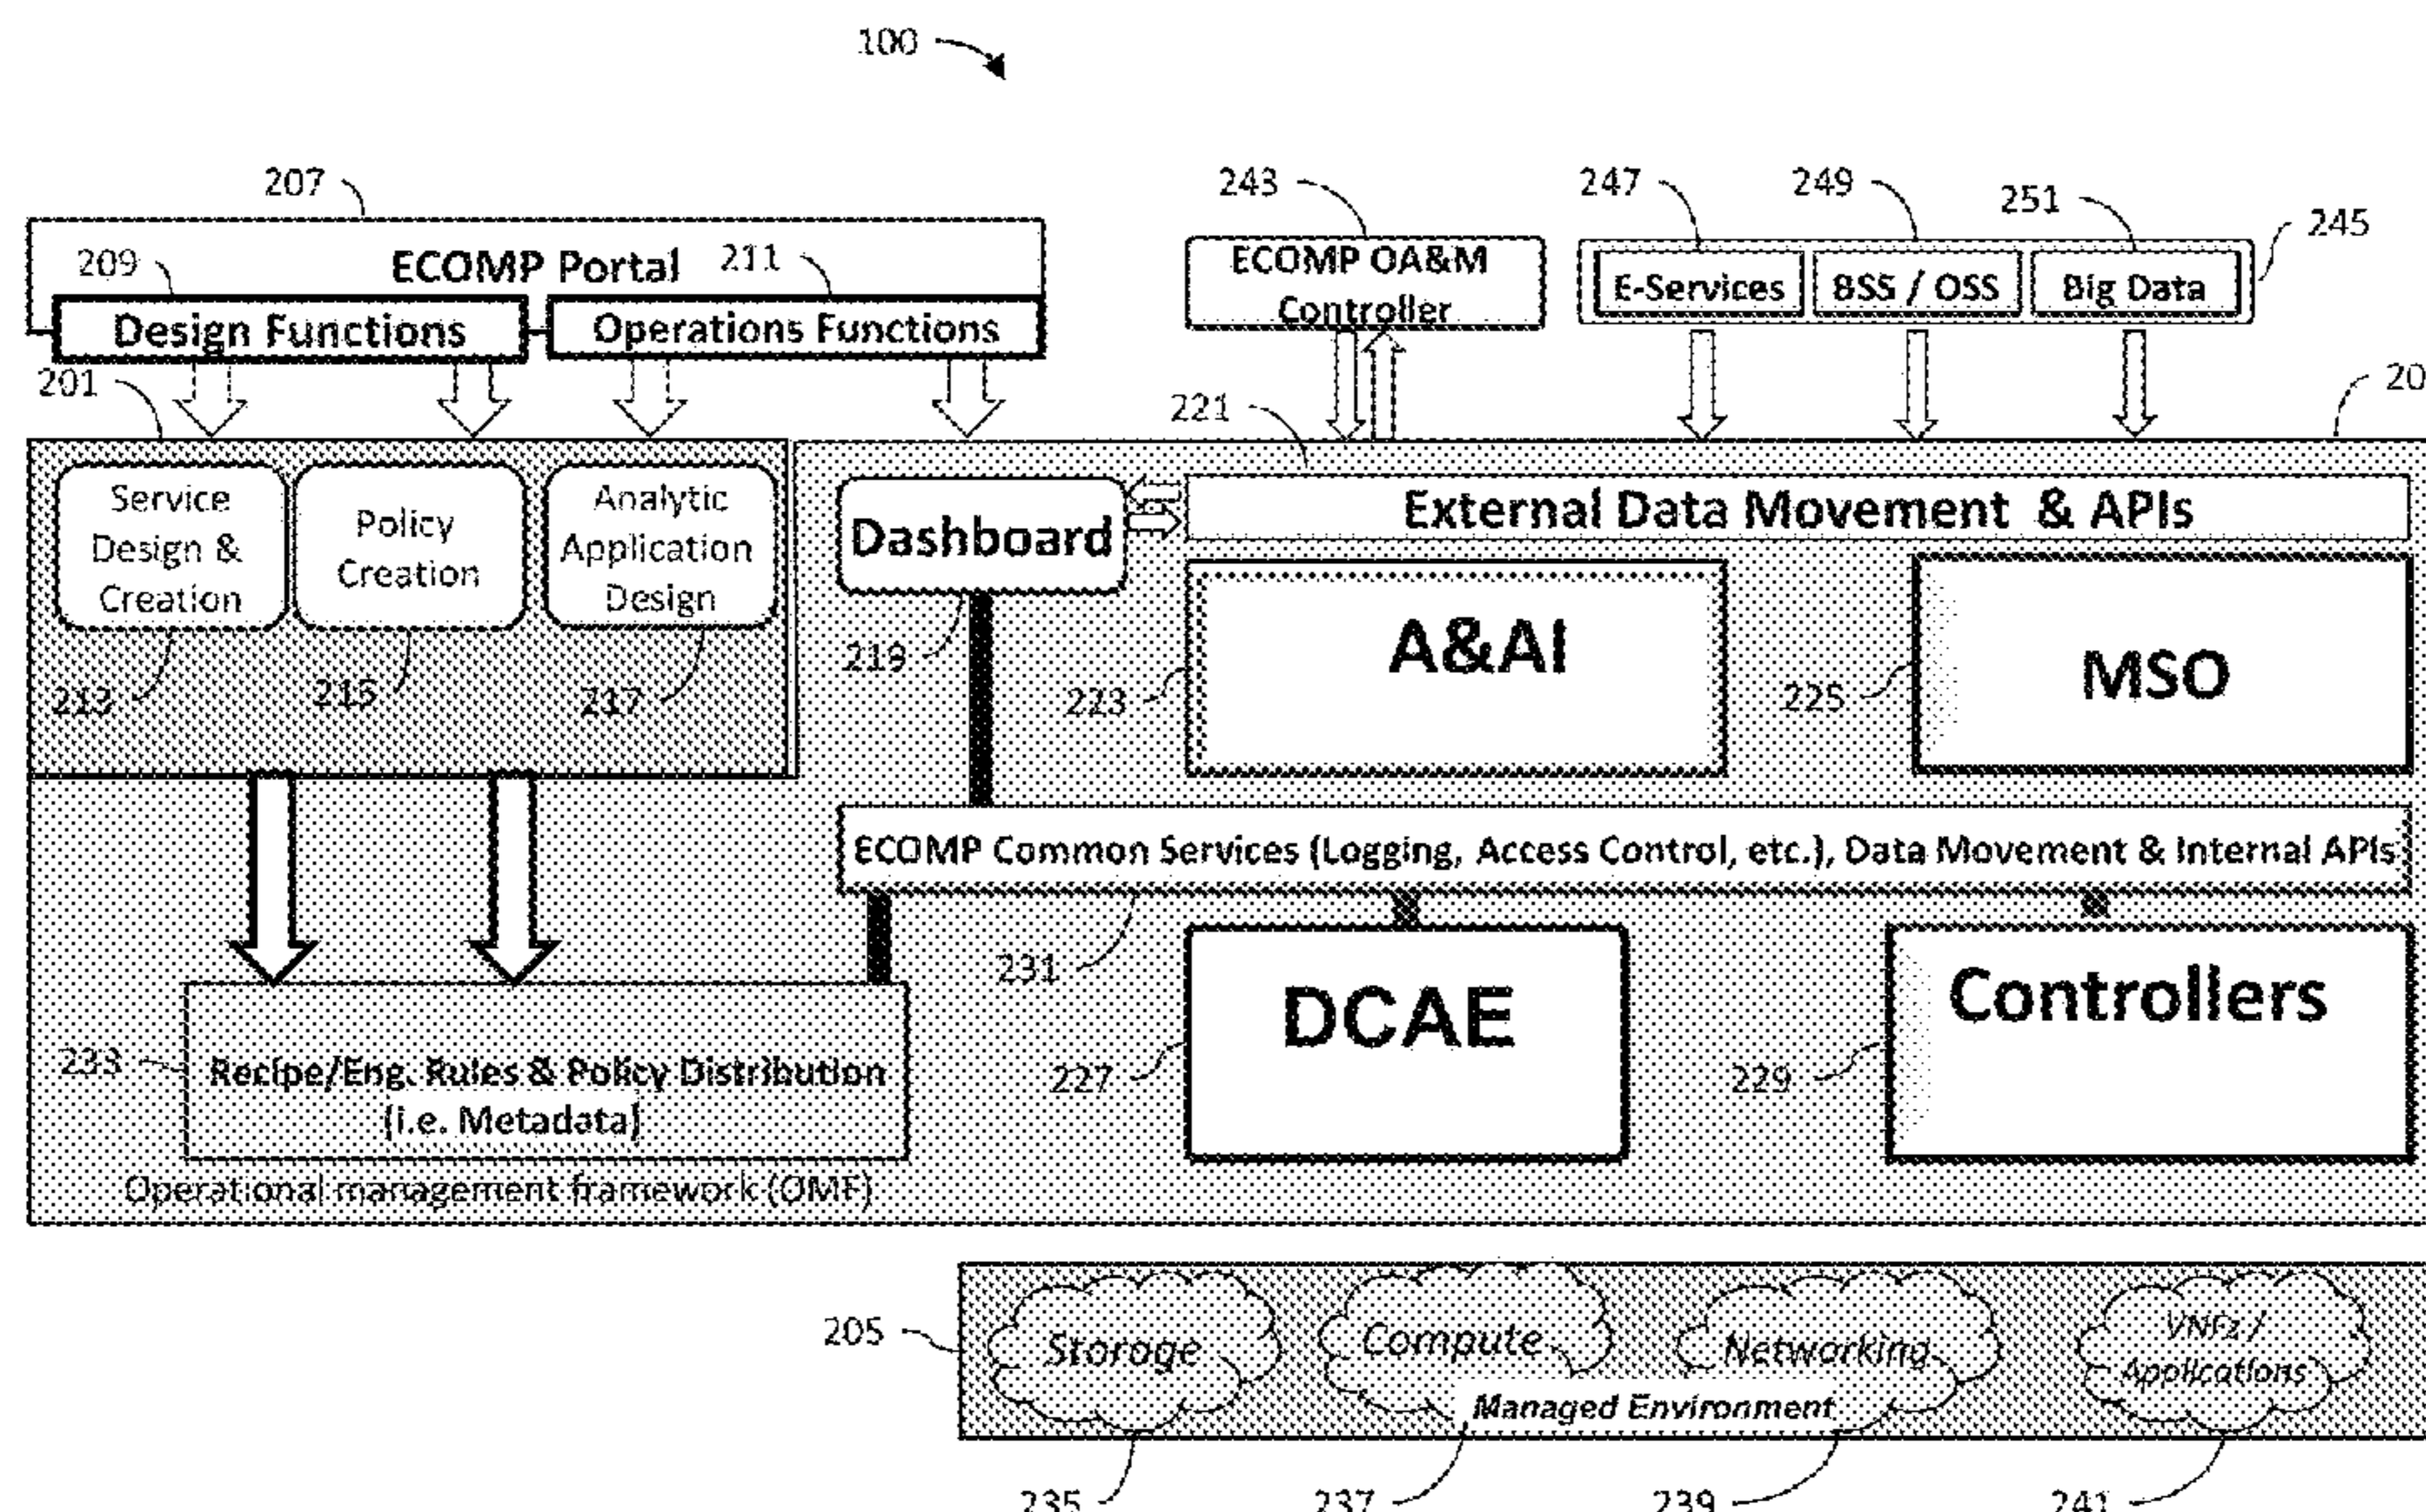 100
207
243
247
249
251
245
ECOMP Portal
209
211
ECOMP OA&M
Controller
E-Services
BSS / OSS
Big Data
Design Functions
Operations Functions
201
221
20
Service
Design &
Creation
Policy
Creation
Analytic
Application
Design
Dashboard
External Data Movement & APIs
A&AI
MSO
213
215
217
219
223
225
ECOMP Common Services (Logging, Access Control, etc.), Data Movement & Internal APIs
231
DCAE
Controllers
233
Recipe/Eng. Rules & Policy Distribution
(i.e. Metadata)
227
229
Operational management framework (OMF)
205
Storage
Compute
Networking
VNFs /
Applications
Managed Environment
235
237
239
241